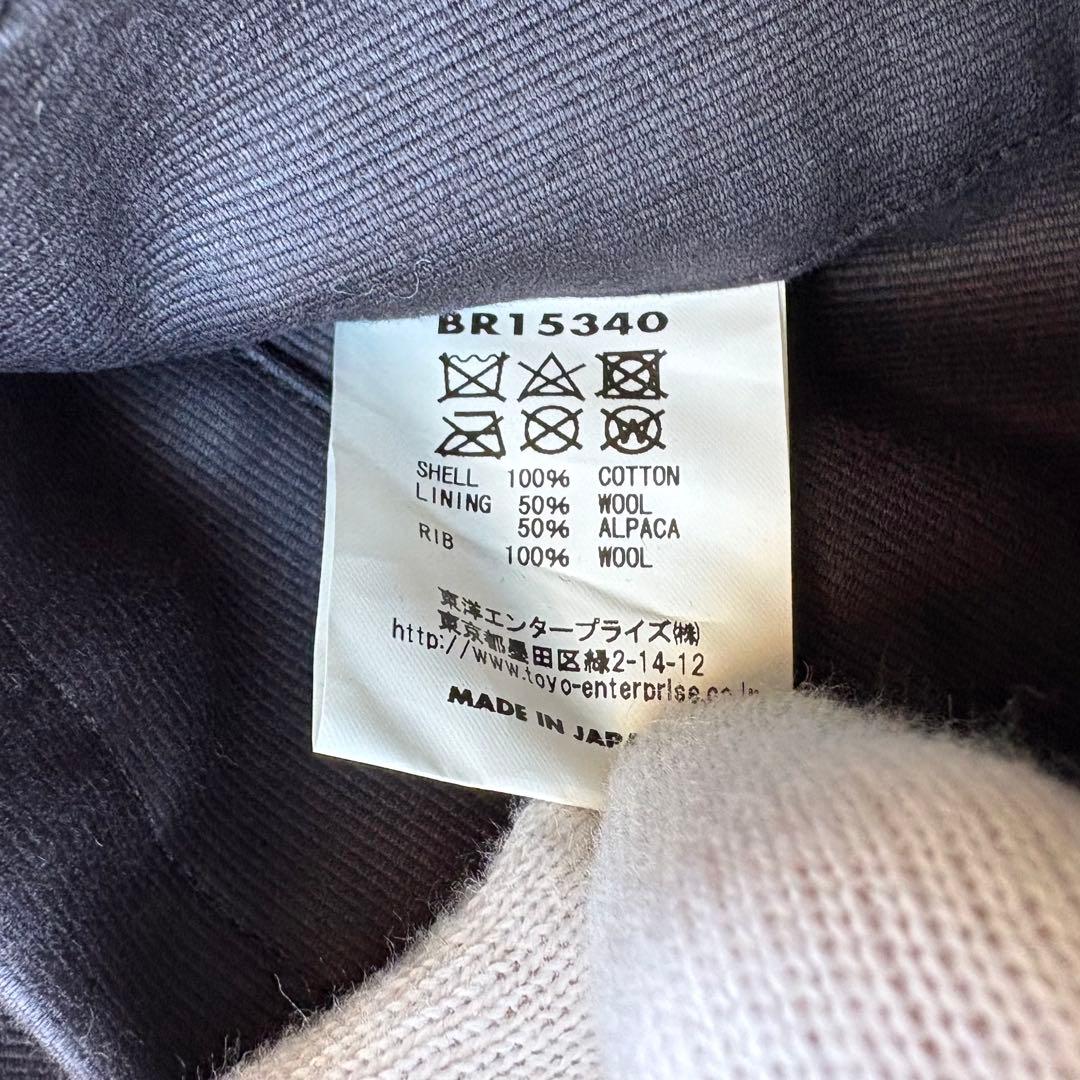 BR15340
SHELL 100% COTTON
LINING 50% WOOL
50% ALPACA
RIB 100% WOOL
東洋エンタープライズ(株)
東京都墨田区緑2-14-12
http://www.toyo-enterprise.co.jp
MADE IN